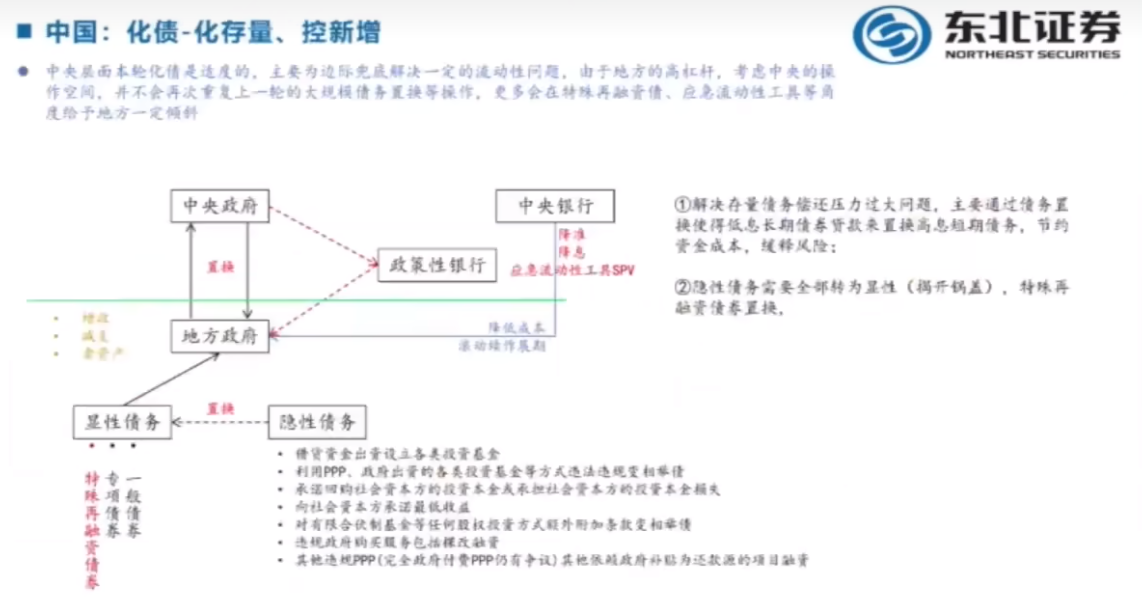 中国：化债-化存量、控新增
东北证券
NORTHEAST SECURITIES
中央层面本轮化债是适度的，主要为边际兜底解决一定的流动性问题，由于地方的高杠杆，考虑中央的操
作空间，并不会再次重复上一轮的大规模债务置换等操作，更多会在特殊再融资债、应急流动性工具等角
度给予地方一定倾斜
中央政府
中央银行
降准
降息
应急流动性工具SPV
政策性银行
置换
①解决存量债务偿还压力过大问题，主要通过债务置
换使得低息长期债券贷款来置换高息短期债务，节约
资金成本，缓释风险；
②隐性债务需要全部转为显性（揭开锅盖），特殊再
融资债券置换，
增收
减支
卖资产
地方政府
降低成本
滚动续作展期
显性债务
置换
隐性债务
特殊再融资债券
专项债券
一般债券
借贷资金出资设立各类投资基金
利用PPP、政府出资的各类投资基金等方式违法违规变相举债
承诺回购社会资本方的投资本金或承担社会资本方的投资本金损失
向社会资本方承诺最低收益
对有限合伙制基金等任何股权投资方式额外附加条款变相举债
违规政府购买服务包括棚改融资
其他违规PPP(完全政府付费PPP仍有争议)其他依赖政府补贴为还款源的项目融资